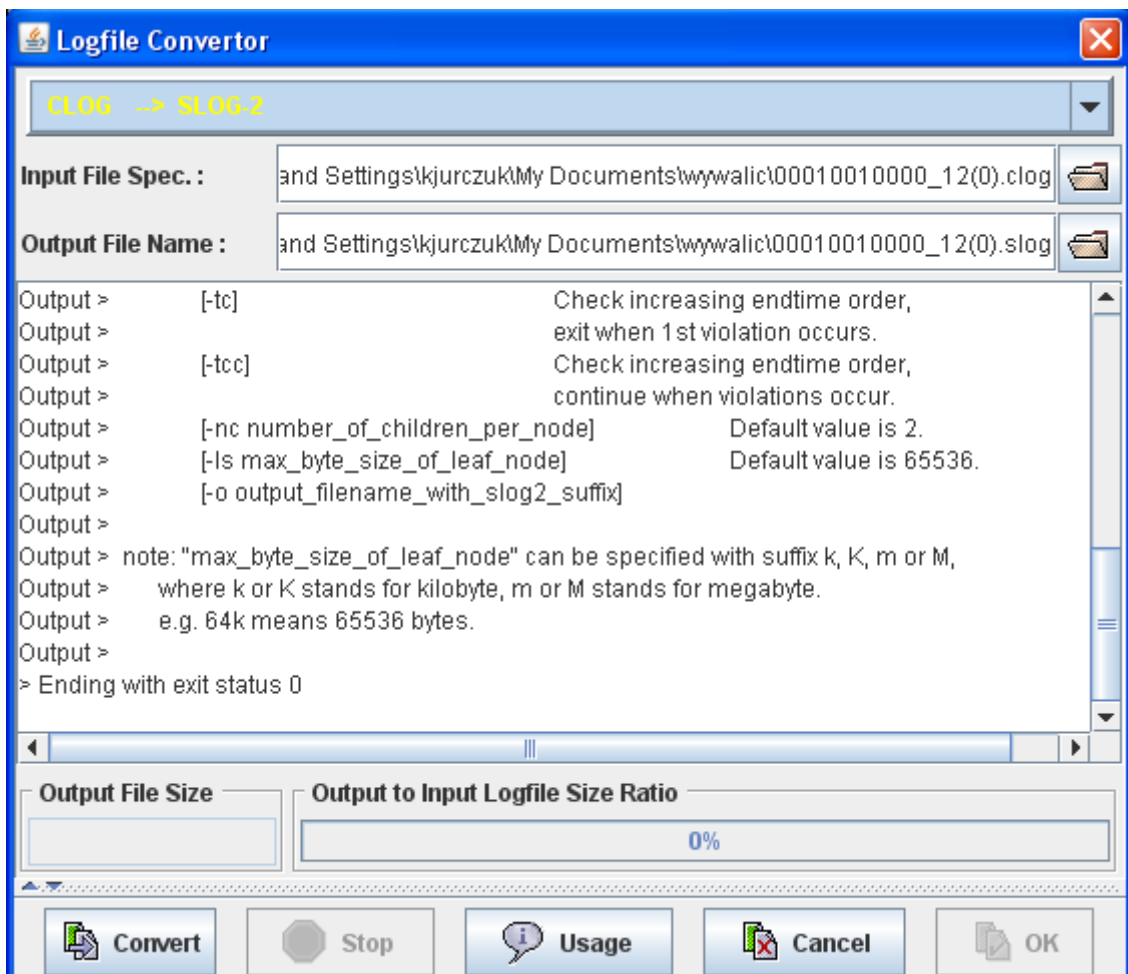 Logfile Convertor
CLOG --> SLOG-2
Input File Spec. : and Settings\kjurczuk\My Documents\wywalic\00010010000_12(0).clog
Output File Name : and Settings\kjurczuk\My Documents\wywalic\00010010000_12(0).slog
Output > [-tc] Check increasing endtime order,
Output > exit when 1st violation occurs.
Output > [-tcc] Check increasing endtime order,
Output > continue when violations occur.
Output > [-nc number_of_children_per_node] Default value is 2.
Output > [-ls max_byte_size_of_leaf_node] Default value is 65536.
Output > [-o output_filename_with_slog2_suffix]
Output >
Output > note: "max_byte_size_of_leaf_node" can be specified with suffix k, K, m or M,
Output > where k or K stands for kilobyte, m or M stands for megabyte.
Output > e.g. 64k means 65536 bytes.
Output >
> Ending with exit status 0
Output File Size Output to Input Logfile Size Ratio
0%
Convert Stop Usage Cancel OK